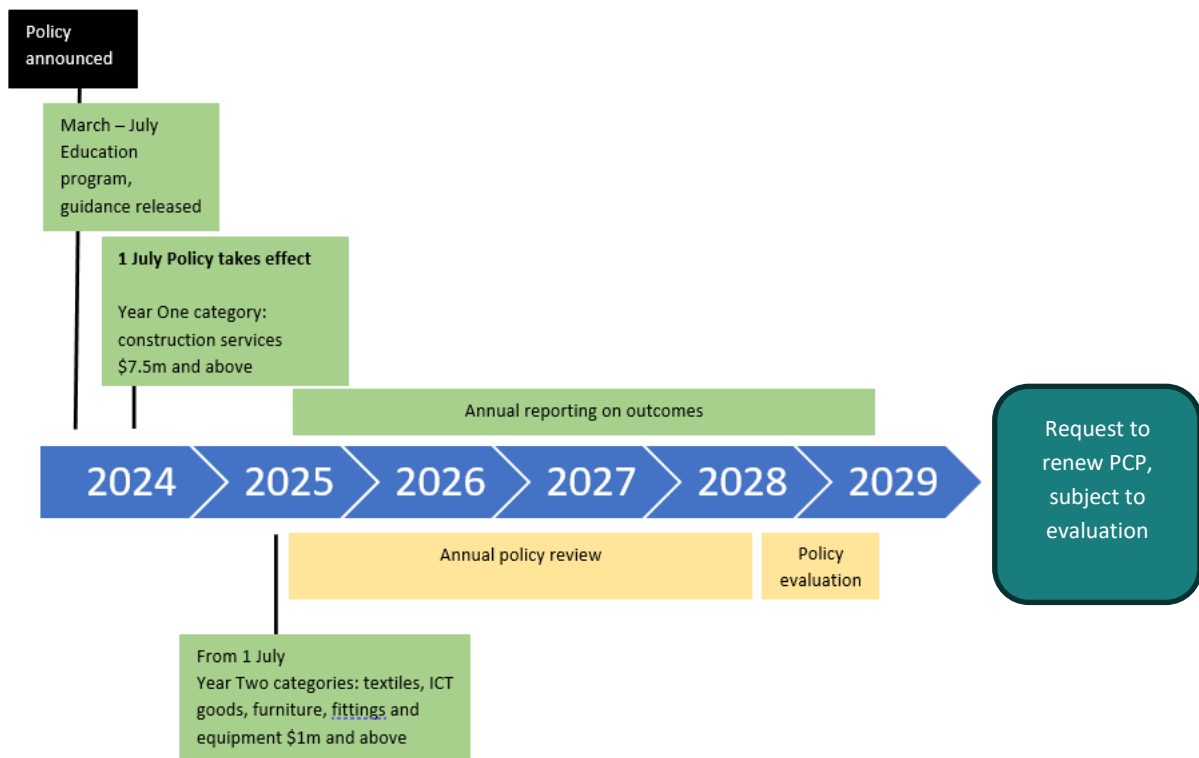 Policy
announced
March – July
Education
program,
guidance released
1 July Policy takes effect
Year One category:
construction services
$7.5m and above
Annual reporting on outcomes
2024
2025
2026
2027
2028
2029
Request to
renew PCP,
subject to
evaluation
Annual policy review
Policy
evaluation
From 1 July
Year Two categories: textiles, ICT
goods, furniture, fittings and
equipment $1m and above